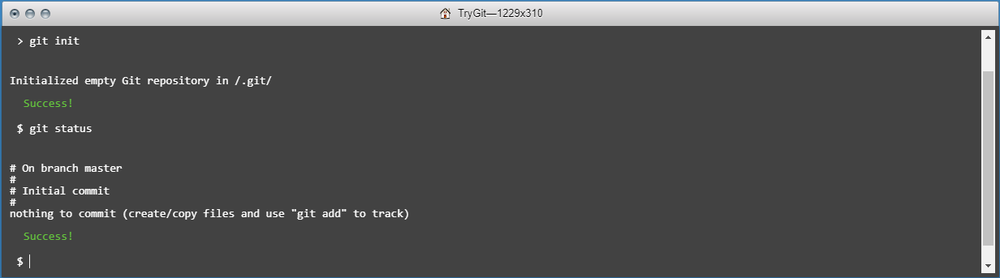 TryGit—1229x310
> git init
Initialized empty Git repository in /.git/
Success!
$ git status
# On branch master
#
# Initial commit
#
nothing to commit (create/copy files and use "git add" to track)
Success!
$